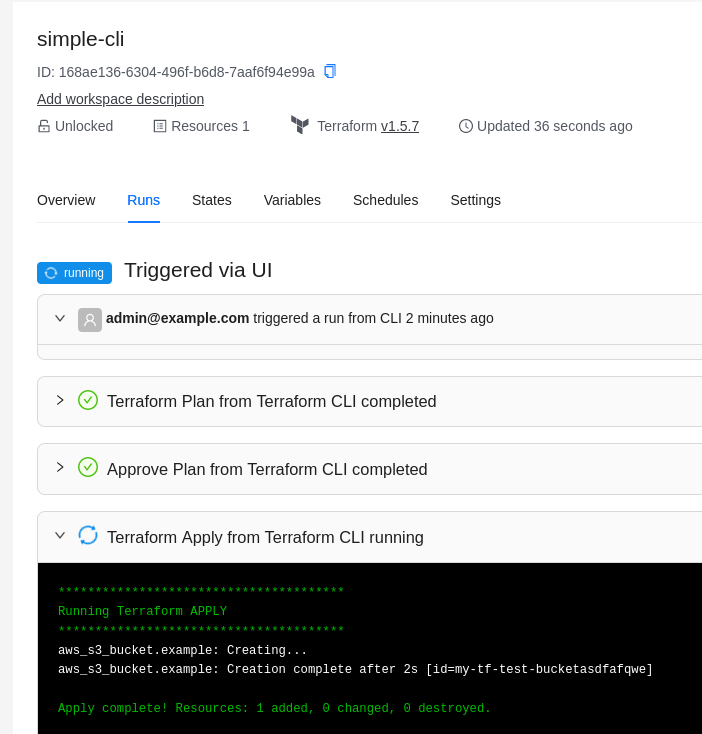 simple-cli
ID: 168ae136-6304-496f-b6d8-7aaf6f94e99a
Add workspace description
Unlocked Resources 1 Terraform v1.5.7 Updated 36 seconds ago
Overview Runs States Variables Schedules Settings
running Triggered via UI
admin@example.com triggered a run from CLI 2 minutes ago
Terraform Plan from Terraform CLI completed
Approve Plan from Terraform CLI completed
Terraform Apply from Terraform CLI running
***************************************
Running Terraform APPLY
***************************************
aws_s3_bucket.example: Creating...
aws_s3_bucket.example: Creation complete after 2s [id=my-tf-test-bucketasdfafqwe]
Apply complete! Resources: 1 added, 0 changed, 0 destroyed.